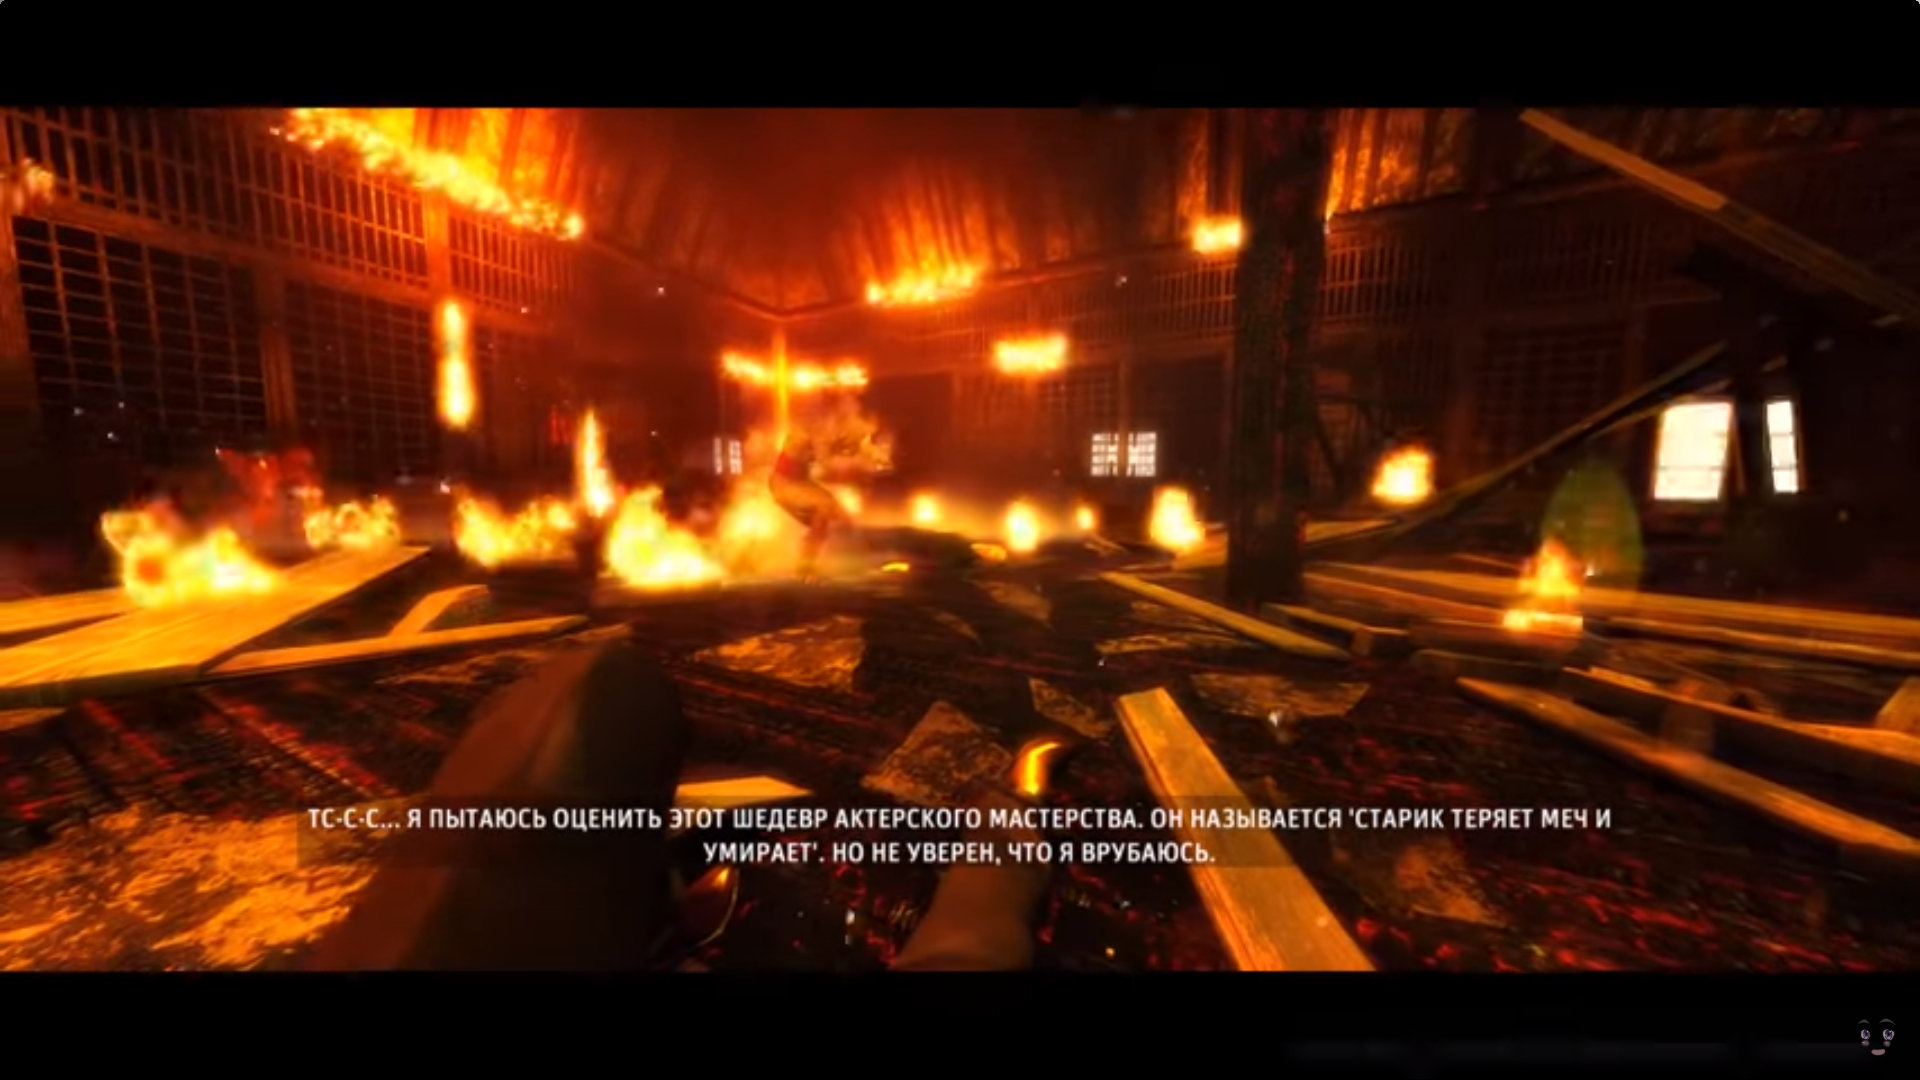 ТС-С-С... Я ПЫТАЮСЬ ОЦЕНИТЬ ЭТОТ ШЕДЕВР АКТЕРСКОГО МАСТЕРСТВА. ОН НАЗЫВАЕТСЯ 'СТАРИК ТЕРЯЕТ МЕЧ И
УМИРАЕТ'. НО НЕ УВЕРЕН, ЧТО Я ВРУБАЮСЬ.